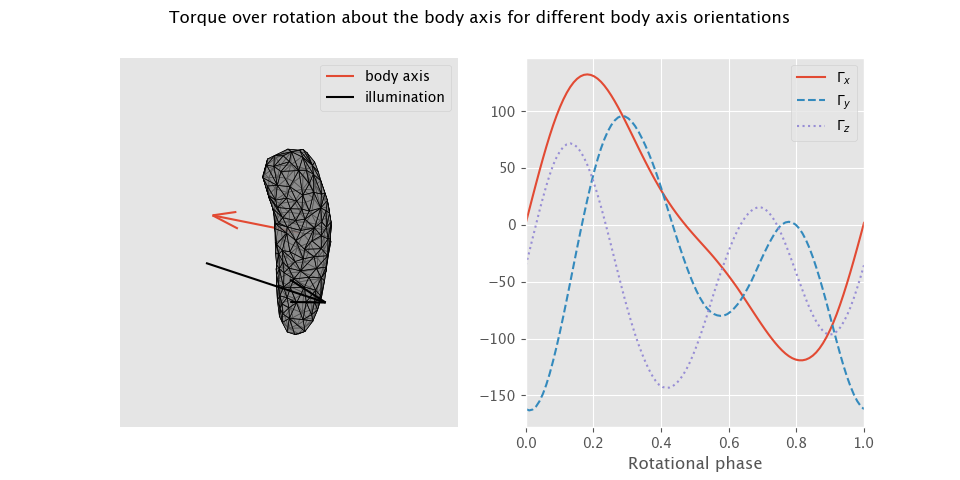 Torque over rotation about the body axis for different body axis orientations
body axis
illumination
Γx
Γy
Γz
100
50
0
−50
−100
−150
0.0 0.2 0.4 0.6 0.8 1.0
Rotational phase